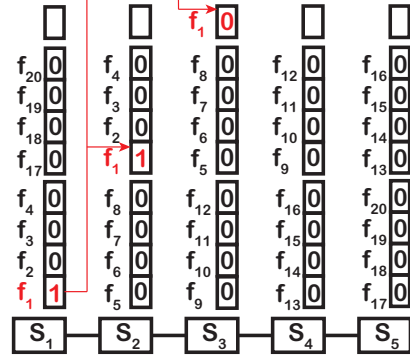 f1 0
f20 0 f4 0 f8 0 f12 0 f16 0
f19 0 f3 0 f7 0 f11 0 f15 0
f18 0 f2 0 f6 0 f10 0 f14 0
f17 0 f1 1 f5 0 f9 0 f13 0
f4 0 f8 0 f12 0 f16 0 f20 0
f3 0 f7 0 f11 0 f15 0 f19 0
f2 0 f6 0 f10 0 f14 0 f18 0
f1 1 f5 0 f9 0 f13 0 f17 0
S1 S2 S3 S4 S5